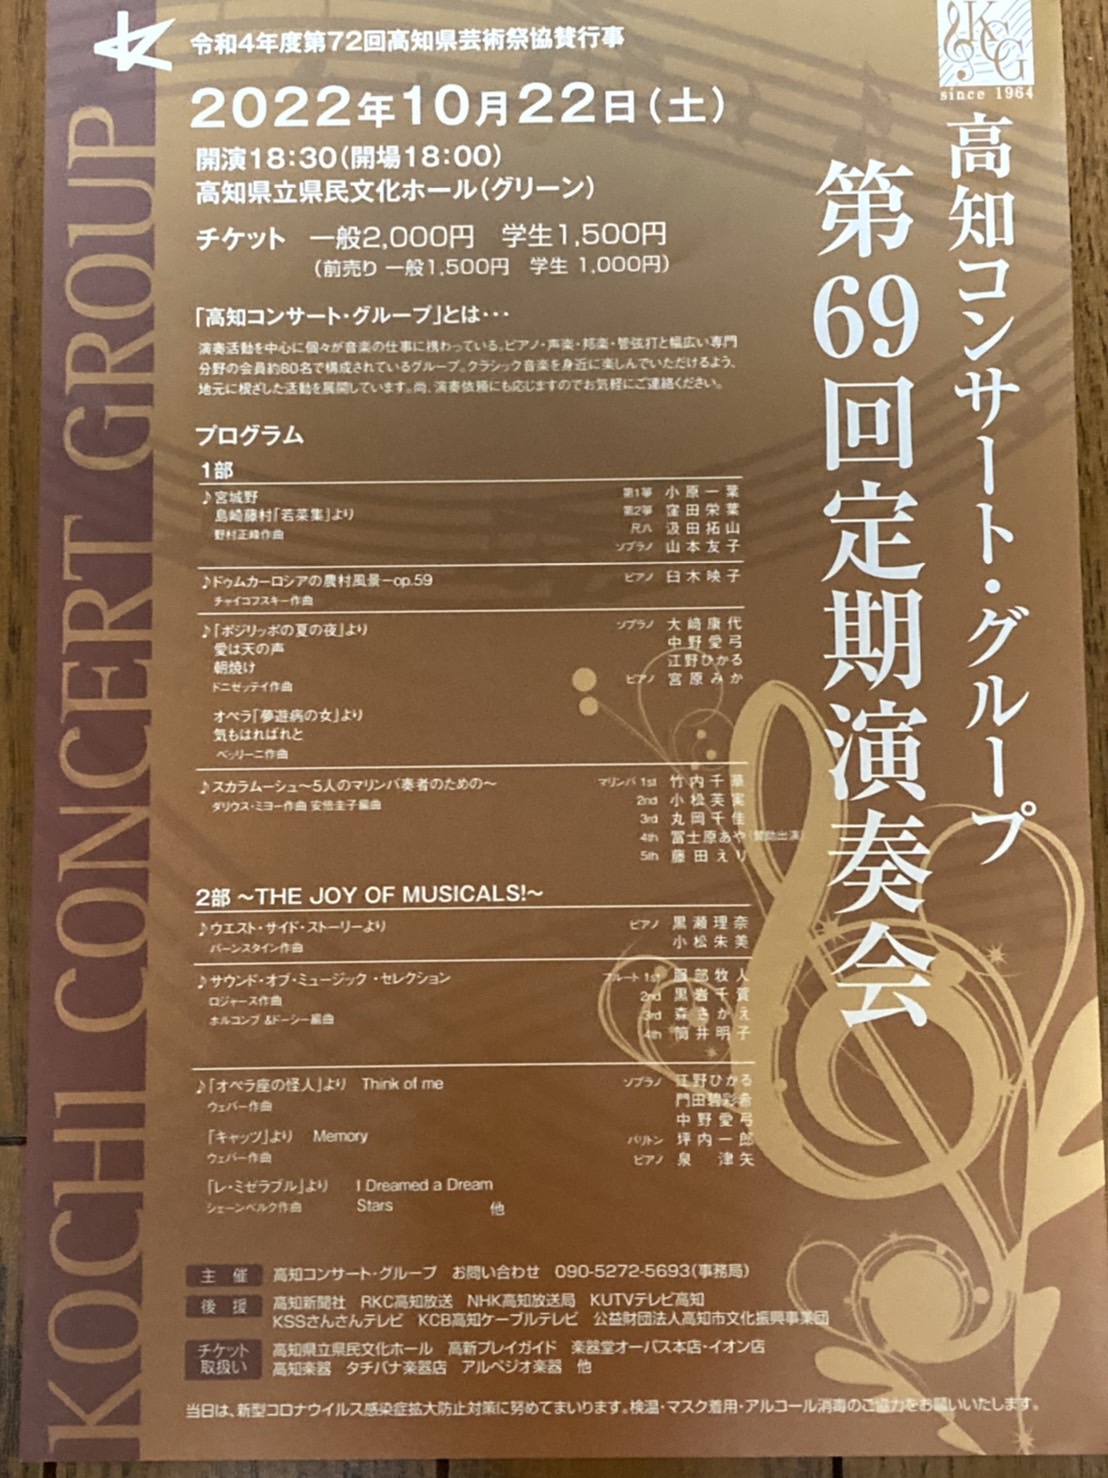 令和4年度第72回高知県芸術祭協賛行事
2022年10月22日(土)
開演18:30(開場18:00)
高知県立県民文化ホール(グリーン)
チケット 一般2,000円 学生1,500円
(前売り 一般1,500円 学生 1,000円)
KCG
since 1964
高知コンサート・グループ
第69回定期演奏会
KOCHI CONCERT GROUP
「高知コンサート・グループ」とは・・・
演奏活動を中心に個々が音楽の仕事に携わっている。ピアノ・声楽・邦楽・管弦打と幅広い専門
分野の会員約80名で構成されているグループ。クラシック音楽を身近に楽しんでいただけるよう、
地元に根ざした活動を展開しています。尚、演奏依頼にも応じますのでお気軽にご連絡ください。
プログラム
1部
♪宮城野 第1箏 小原一葉
島崎藤村「若菜集」より 第2箏 窪田栄葉
野村正峰作曲 尺八 汲田拓山
ソプラノ 山本友子
♪ドゥムカーロシアの農村風景−op.59 ピアノ 臼木映子
チャイコフスキー作曲
♪「ポジリッポの夏の夜」より ソプラノ 大﨑康代
愛は天の声 中野愛弓
朝焼け 江野ひかる
ドニゼッテイ作曲 ピアノ 宮原みか
オペラ「夢遊病の女」より
気もはればれと
ベッリーニ作曲
♪スカラムーシュ〜5人のマリンバ奏者のための〜 マリンバ 1st 竹内千華
ダリウス・ミヨー作曲 安倍圭子編曲 2nd 小松芙実
3rd 丸岡千佳
4th 冨士原あや(賛助出演)
5th 藤田えり
2部 〜THE JOY OF MUSICALS!〜
♪ウエスト・サイド・ストーリーより ピアノ 黒瀬理奈
バーンスタイン作曲 小松朱美
♪サウンド・オブ・ミュージック・セレクション フルート 1st 服部牧人
ロジャース作曲 2nd 黒岩千賀
ホルコンブ &ドーシー編曲 3rd 森さかえ
4th 筒井明子
♪「オペラ座の怪人」より Think of me ソプラノ 江野ひかる
ウェバー作曲 門田碧彩希
中野愛弓
「キャッツ」より Memory バリトン 坪内一郎
ウェバー作曲 ピアノ 泉 津矢
「レ・ミゼラブル」より I Dreamed a Dream
シェーンベルク作曲 Stars 他
主催 高知コンサート・グループ お問い合わせ 090-5272-5693(事務局)
後援 高知新聞社 RKC高知放送 NHK高知放送局 KUTVテレビ高知
KSSさんさんテレビ KCB高知ケーブルテレビ 公益財団法人高知市文化振興事業団
チケット取扱い 高知県立県民文化ホール 高新プレイガイド 楽器堂オーパス本店・イオン店
高知楽器 タチバナ楽器店 アルペジオ楽器 他
当日は、新型コロナウイルス感染症拡大防止対策に努めてまいります。検温・マスク着用・アルコール消毒のご協力をお願いいたします。